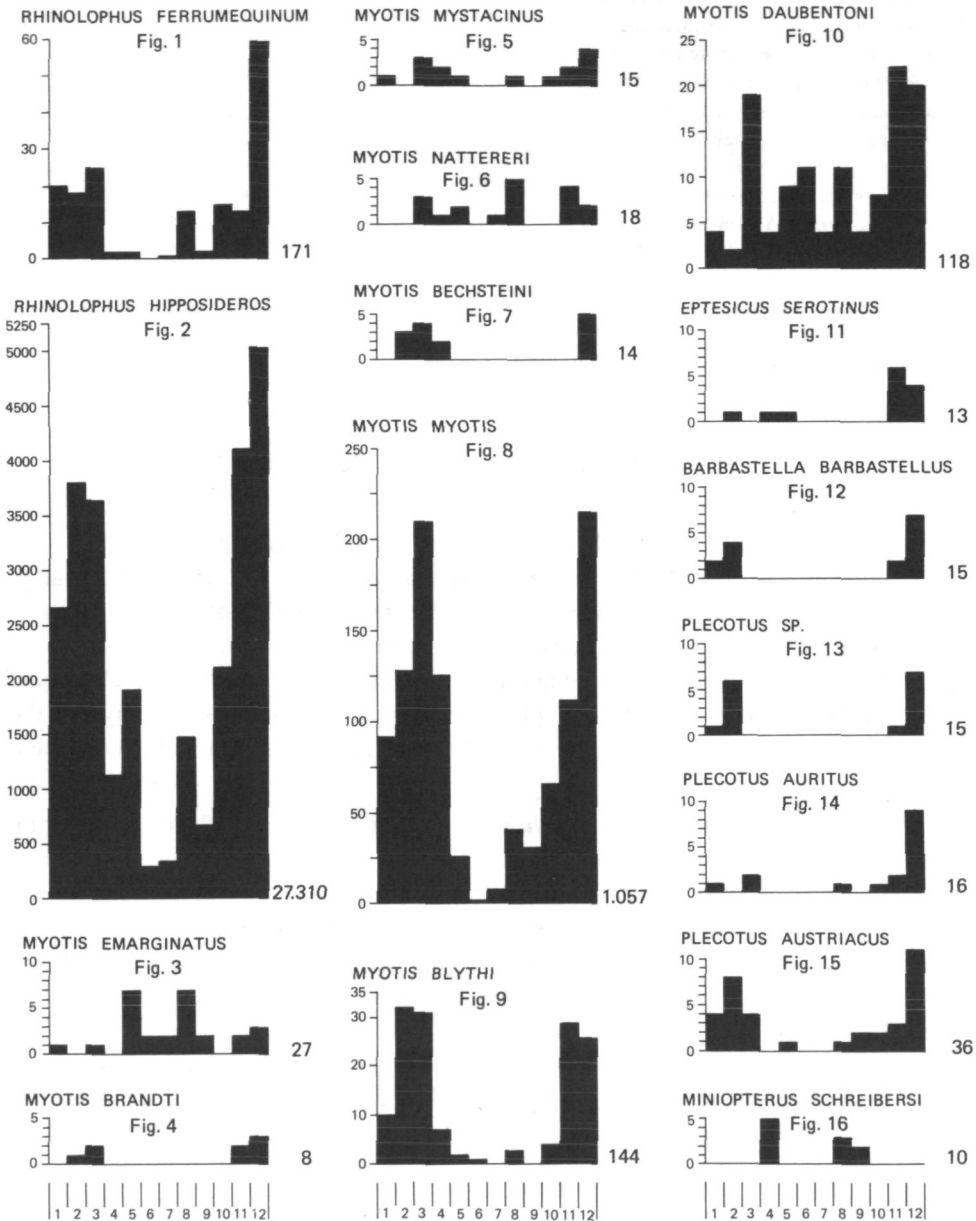 RHINOLOPHUS FERRUMEQUINUM
Fig. 1
60
30
0
171
RHINOLOPHUS HIPPOSIDEROS
Fig. 2
5250
5000
4500
4000
3500
3000
2500
2000
1500
1000
500
0
27.310
MYOTIS EMARGINATUS
Fig. 3
10
5
0
27
MYOTIS BRANDTI
Fig. 4
5
0
8
1 2 3 4 5 6 7 8 9 10 11 12
MYOTIS MYSTACINUS
Fig. 5
5
0
15
MYOTIS NATTERERI
Fig. 6
5
0
18
MYOTIS BECHSTEINI
Fig. 7
5
0
14
MYOTIS MYOTIS
Fig. 8
250
200
150
100
50
0
1.057
MYOTIS BLYTHI
Fig. 9
35
30
20
10
0
144
1 2 3 4 5 6 7 8 9 10 11 12
MYOTIS DAUBENTONI
Fig. 10
25
20
15
10
5
0
118
EPTESICUS SEROTINUS
Fig. 11
10
5
0
13
BARBASTELLA BARBASTELLUS
Fig. 12
10
5
0
15
PLECOTUS SP.
Fig. 13
10
5
0
15
PLECOTUS AURITUS
Fig. 14
10
5
0
16
PLECOTUS AUSTRIACUS
Fig. 15
10
5
0
36
MINIOPTERUS SCHREIBERSI
Fig. 16
5
0
10
1 2 3 4 5 6 7 8 9 10 11 12